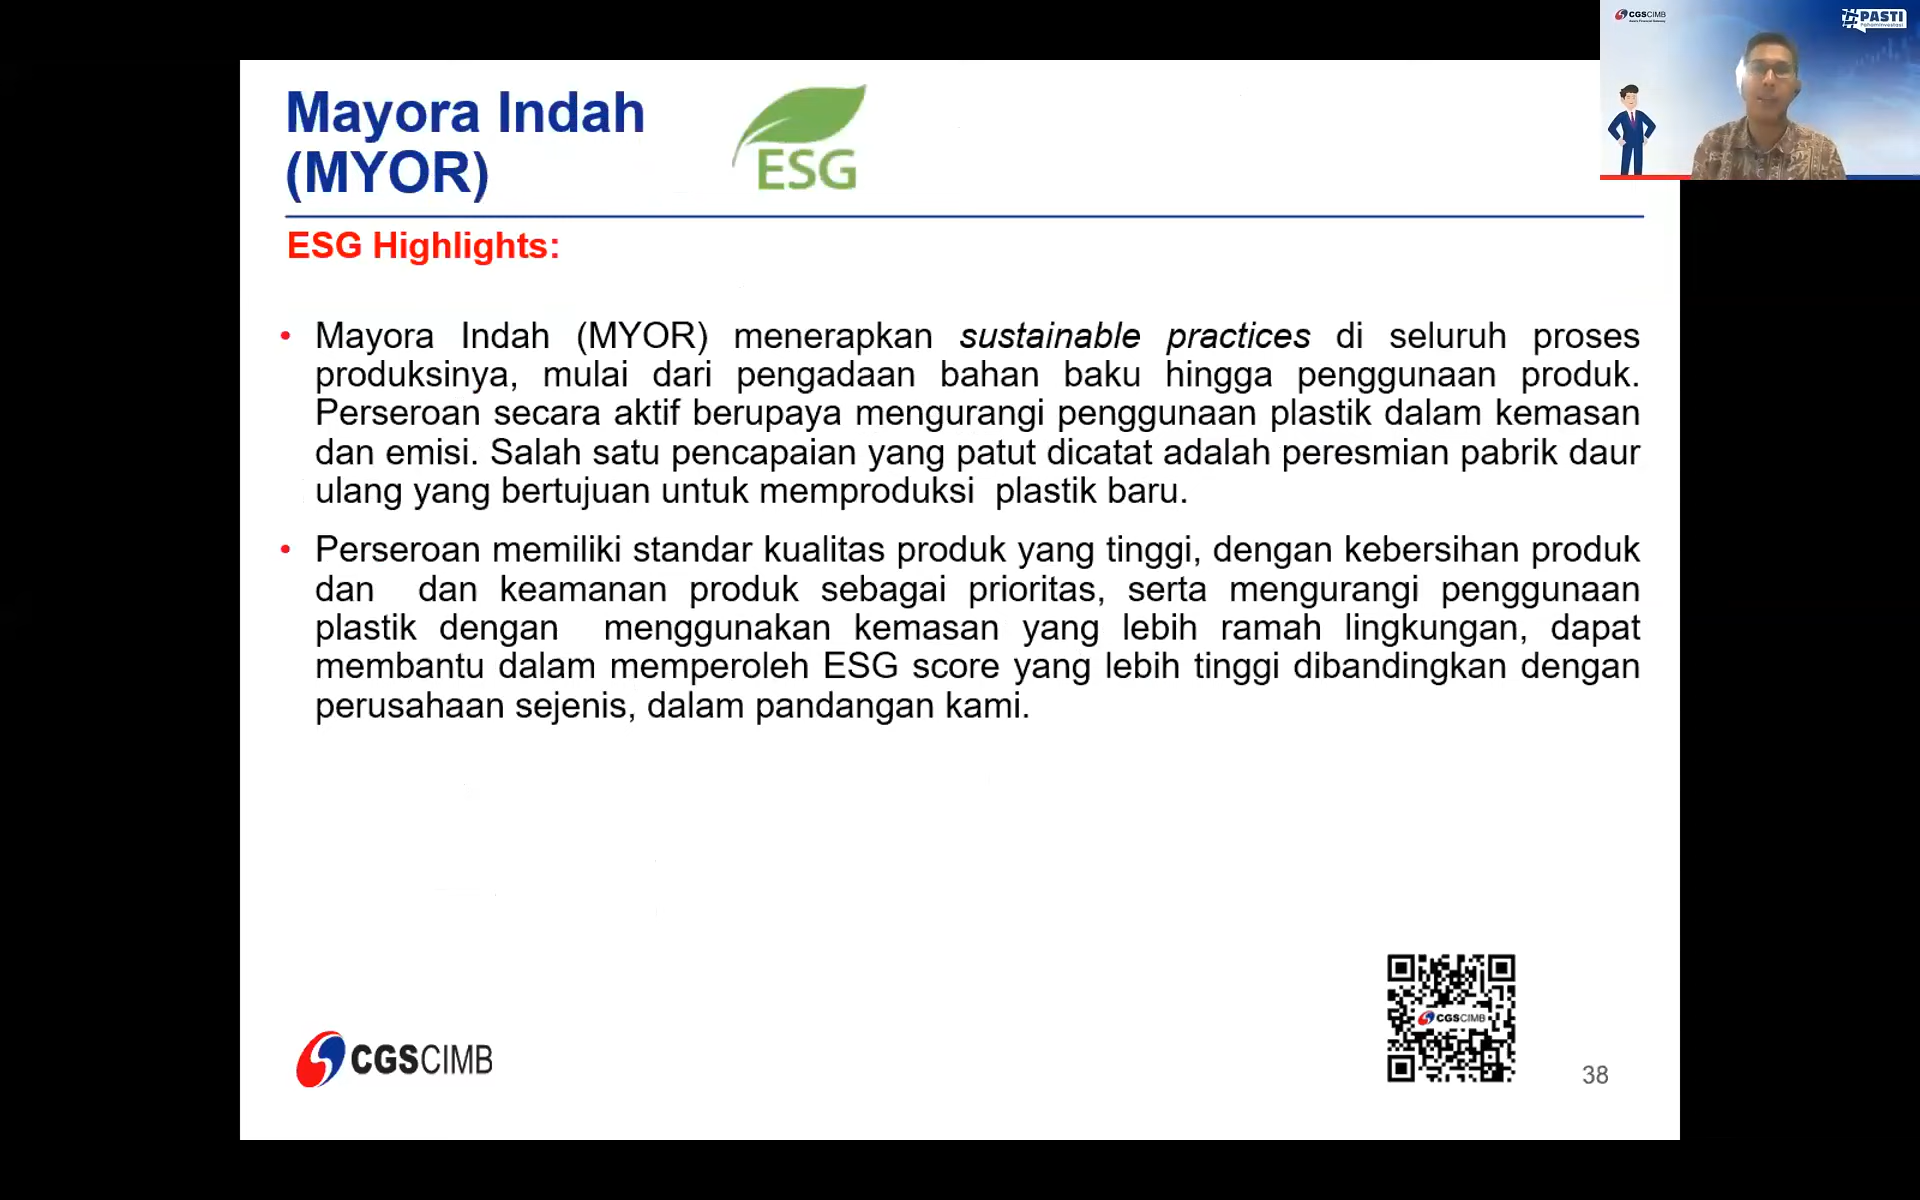 Mayora Indah
(MYOR)
ESG
ESG Highlights:
• Mayora Indah (MYOR) menerapkan sustainable practices di seluruh proses
produksinya, mulai dari pengadaan bahan baku hingga penggunaan produk.
Perseroan secara aktif berupaya mengurangi penggunaan plastik dalam kemasan
dan emisi. Salah satu pencapaian yang patut dicatat adalah peresmian pabrik daur
ulang yang bertujuan untuk memproduksi plastik baru.
• Perseroan memiliki standar kualitas produk yang tinggi, dengan kebersihan produk
dan dan keamanan produk sebagai prioritas, serta mengurangi penggunaan
plastik dengan menggunakan kemasan yang lebih ramah lingkungan, dapat
membantu dalam memperoleh ESG score yang lebih tinggi dibandingkan dengan
perusahaan sejenis, dalam pandangan kami.
CGSCIMB
CGSCIMB
38
CGSCIMB
#PASTI